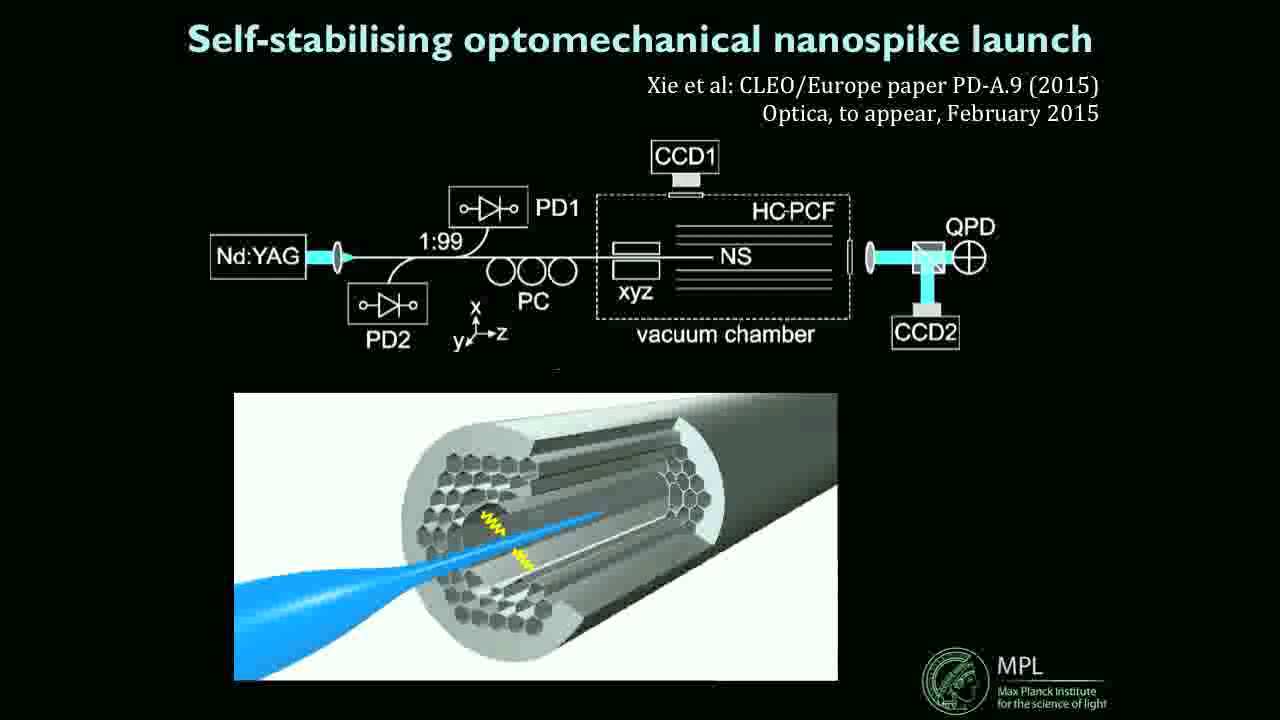 Self-stabilising optomechanical nanospike launch
Xie et al: CLEO/Europe paper PD-A.9 (2015)
Optica, to appear, February 2015
CCD1
PD1
HC-PCF
QPD
1:99
Nd:YAG
NS
PC
xyz
x
y
z
PD2
vacuum chamber
CCD2
MPL
Max Planck Institute
for the science of light